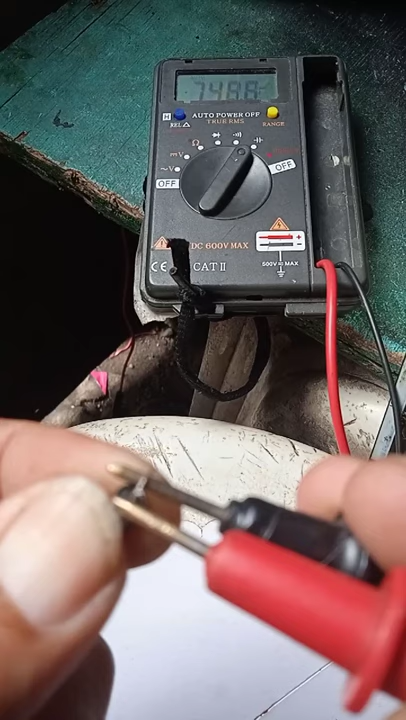 AUTO POWER OFF
TRUE RMS
H
REL△
RANGE
Ω
⎓V
~V
OFF
OFF
DC 600V MAX
CE CAT II
500V MAX